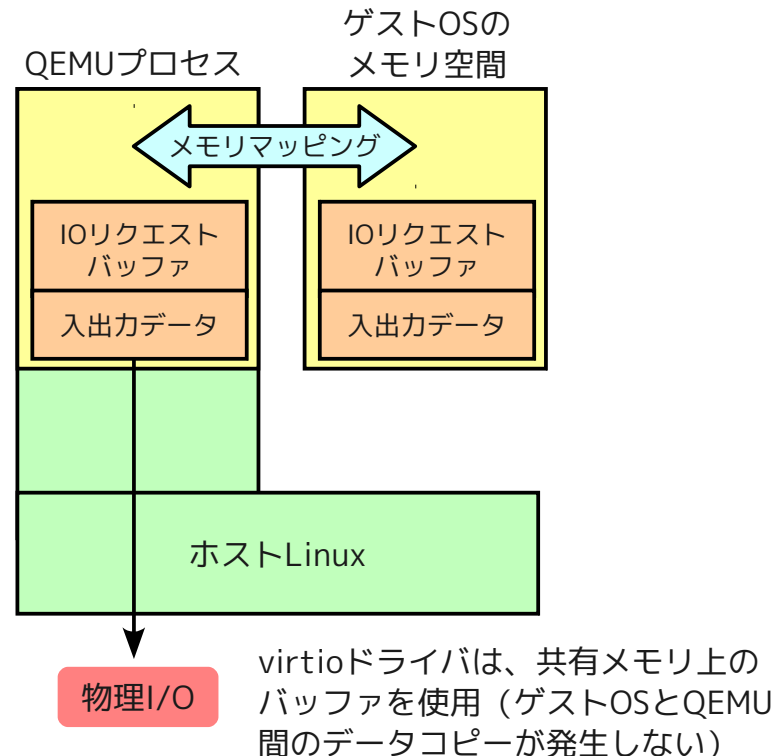 QEMUプロセス
ゲストOSの
メモリ空間
メモリマッピング
IOリクエスト
バッファ
入出力データ
IOリクエスト
バッファ
入出力データ
ホストLinux
物理I/O
virtioドライバは、共有メモリ上の
バッファを使用（ゲストOSとQEMU
間のデータコピーが発生しない）